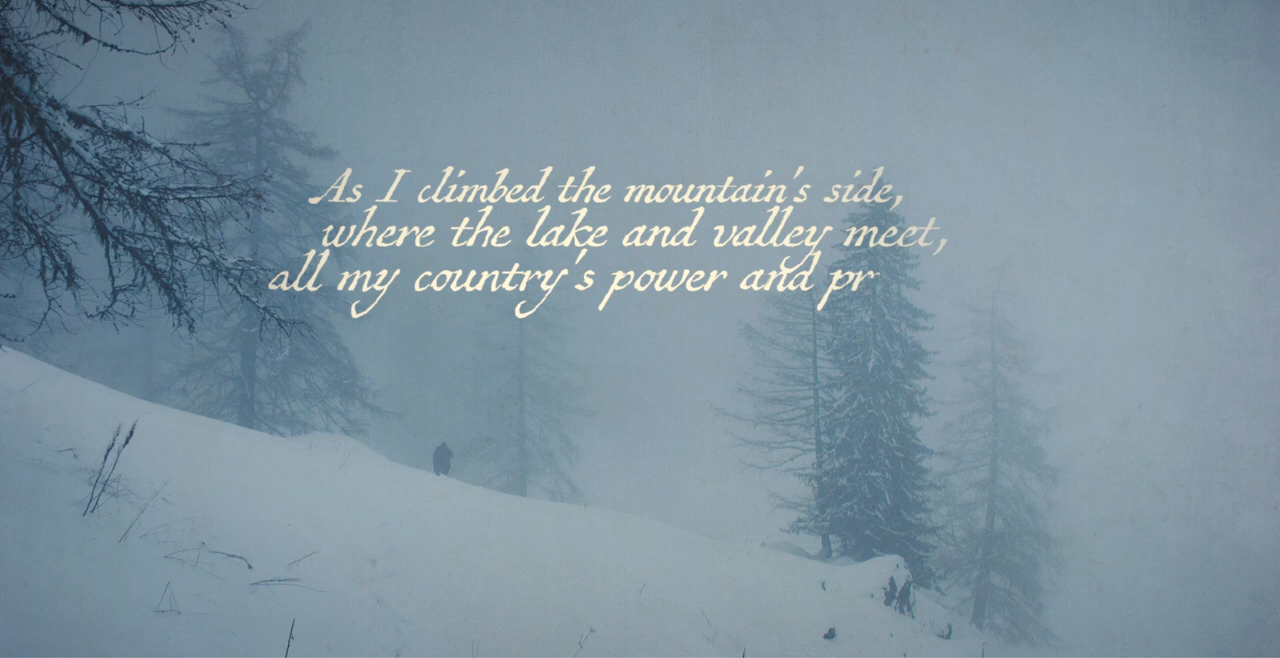 As I climbed the mountain's side,
where the lake and valley meet,
all my country's power and pr